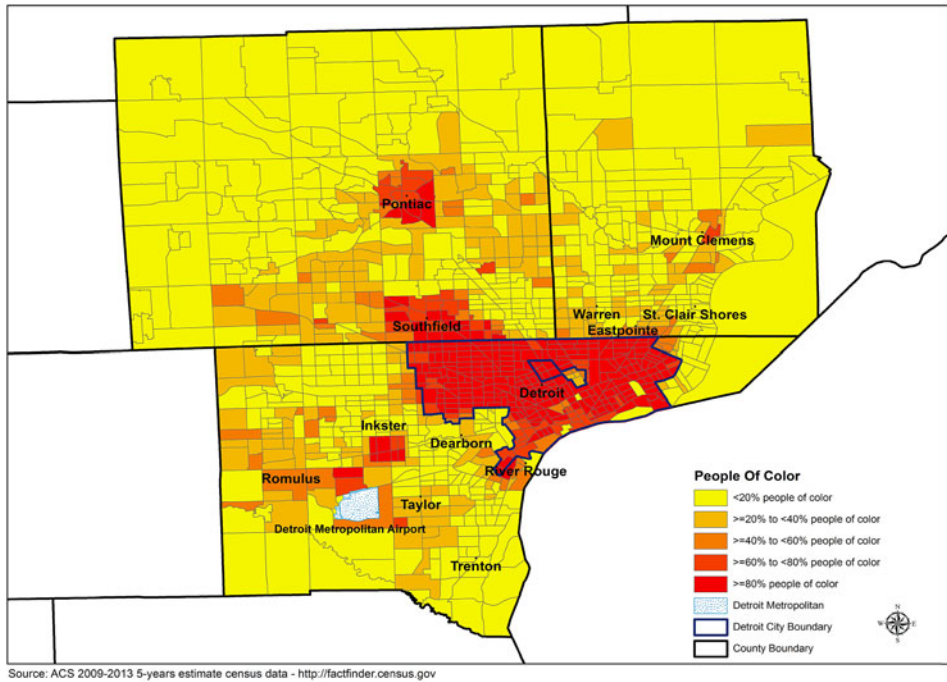 Pontiac
Mount Clemens
Warren
St. Clair Shores
Eastpointe
Southfield
Detroit
Inkster
Dearborn
River Rouge
Romulus
Taylor
Detroit Metropolitan Airport
Trenton
People Of Color
<20% people of color
>=20% to <40% people of color
>=40% to <60% people of color
>=60% to <80% people of color
>=80% people of color
Detroit Metropolitan
Detroit City Boundary
County Boundary
N
W E
S
Source: ACS 2009-2013 5-years estimate census data - http://factfinder.census.gov